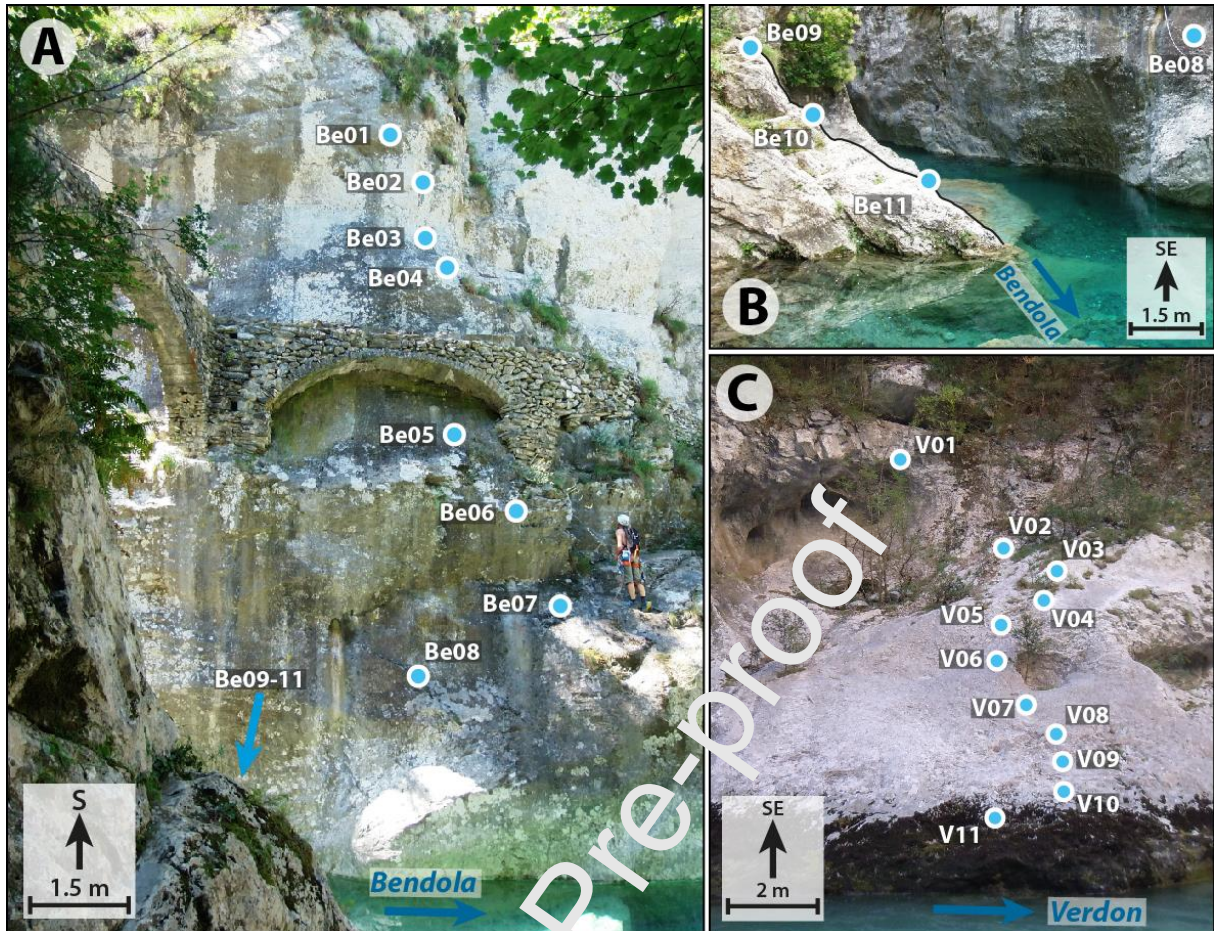 A
Be01
Be02
Be03
Be04
Be05
Be06
Be07
Be08
Be09-11
S
1.5 m
Bendola
B
Be09
Be08
Be10
Be11
SE
1.5 m
Bendola
C
V01
V02
V03
V04
V05
V06
V07
V08
V09
V10
V11
SE
2 m
Verdon
Pre-proof